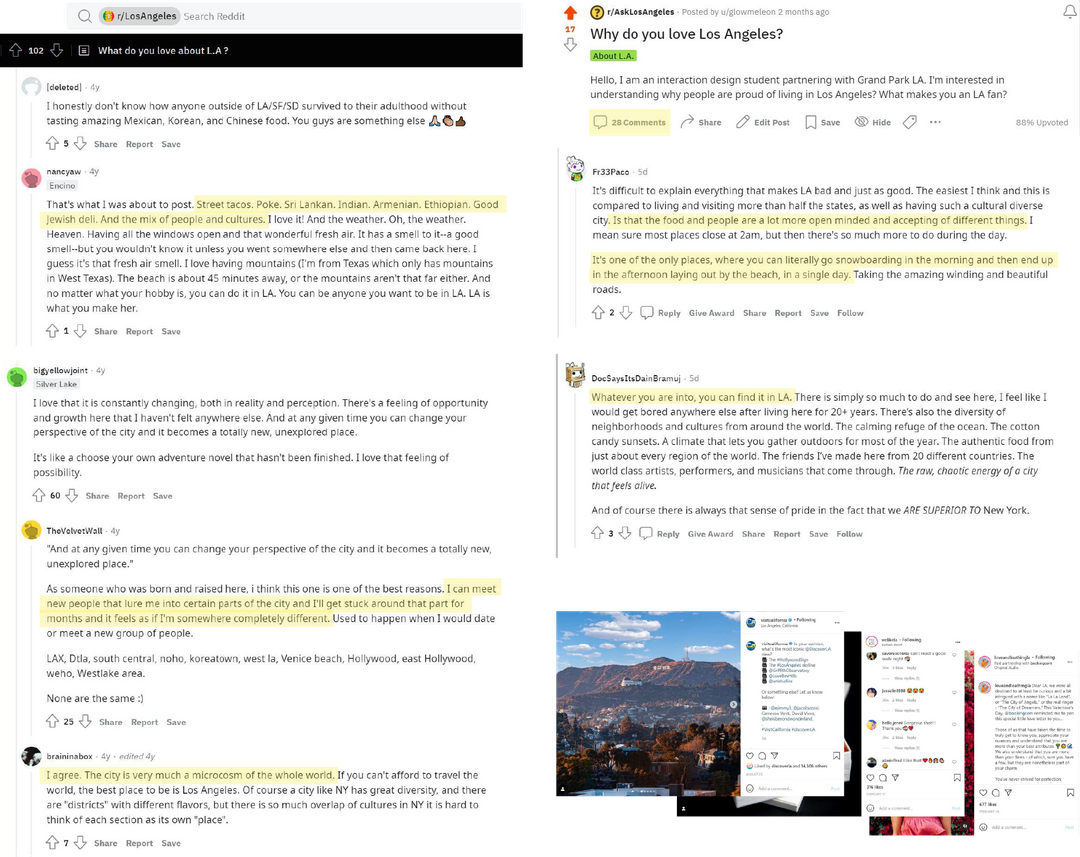 r/LosAngeles Search Reddit
102 What do you love about L.A ?
[deleted] · 4y
I honestly don't know how anyone outside of LA/SF/SD survived to their adulthood without
tasting amazing Mexican, Korean, and Chinese food. You guys are something else 🙏🏼👏🏽👍🏾
5 Share Report Save
nancyaw · 4y
Encino
That's what I was about to post. Street tacos. Poke. Sri Lankan. Indian. Armenian. Ethiopian. Good
Jewish deli. And the mix of people and cultures. I love it! And the weather. Oh, the weather.
Heaven. Having all the windows open and that wonderful fresh air. It has a smell to it--a good
smell--but you wouldn't know it unless you went somewhere else and then came back here. I
guess it's that fresh air smell. I love having mountains (I'm from Texas which only has mountains
in West Texas). The beach is about 45 minutes away, or the mountains aren't that far either. And
no matter what your hobby is, you can do it in LA. You can be anyone you want to be in LA. LA is
what you make her.
1 Share Report Save
bigyellowjoint · 4y
Silver Lake
I love that it is constantly changing, both in reality and perception. There's a feeling of opportunity
and growth here that I haven't felt anywhere else. And at any given time you can change your
perspective of the city and it becomes a totally new, unexplored place.
It's like a choose your own adventure novel that hasn't been finished. I love that feeling of
possibility.
60 Share Report Save
TheVelvetWall · 4y
"And at any given time you can change your perspective of the city and it becomes a totally new,
unexplored place."
As someone who was born and raised here, i think this one is one of the best reasons. I can meet
new people that lure me into certain parts of the city and I'll get stuck around that part for
months and it feels as if I'm somewhere completely different. Used to happen when I would date
or meet a new group of people.
LAX, Dtla, south central, noho, koreatown, west la, Venice beach, Hollywood, east Hollywood,
weho, Westlake area.
None are the same :)
25 Share Report Save
braininabox · 4y · edited 4y
I agree. The city is very much a microcosm of the whole world. If you can't afford to travel the
world, the best place to be is Los Angeles. Of course a city like NY has great diversity, and there
are "districts" with different flavors, but there is so much overlap of cultures in NY it is hard to
think of each section as its own "place".
7 Share Report Save
r/AskLosAngeles · Posted by u/glowmeleon 2 months ago
17
Why do you love Los Angeles?
About L.A.
Hello, I am an interaction design student partnering with Grand Park LA. I'm interested in
understanding why people are proud of living in Los Angeles? What makes you an LA fan?
28 Comments Share Edit Post Save Hide 88% Upvoted
Fr33Paco · 5d
It's difficult to explain everything that makes LA bad and just as good. The easiest I think and this is
compared to living and visiting more than half the states, as well as having such a cultural diverse
city. Is that the food and people are a lot more open minded and accepting of different things. I
mean sure most places close at 2am, but then there's so much more to do during the day.
It's one of the only places, where you can literally go snowboarding in the morning and then end up
in the afternoon laying out by the beach, in a single day. Taking the amazing winding and beautiful
roads.
2 Reply Give Award Share Report Save Follow
DocSaysItsDainBramuj · 5d
Whatever you are into, you can find it in LA. There is simply so much to do and see here, I feel like I
would get bored anywhere else after living here for 20+ years. There's also the diversity of
neighborhoods and cultures from around the world. The calming refuge of the ocean. The cotton
candy sunsets. A climate that lets you gather outdoors for most of the year. The authentic food from
just about every region of the world. The friends I've made here from 20 different countries. The
world class artists, performers, and musicians that come through. The raw, chaotic energy of a city
that feels alive.
And of course there is always that sense of pride in the fact that we ARE SUPERIOR TO New York.
3 Reply Give Award Share Report Save Follow
visitcalifornia · Following
Los Angeles California
Or something else? Let us know
below!
Add a comment...
Following
Add a comment...
loveandloathingla · Following
Original Audio
You've never strived for perfection.
677 likes
Add a comment...